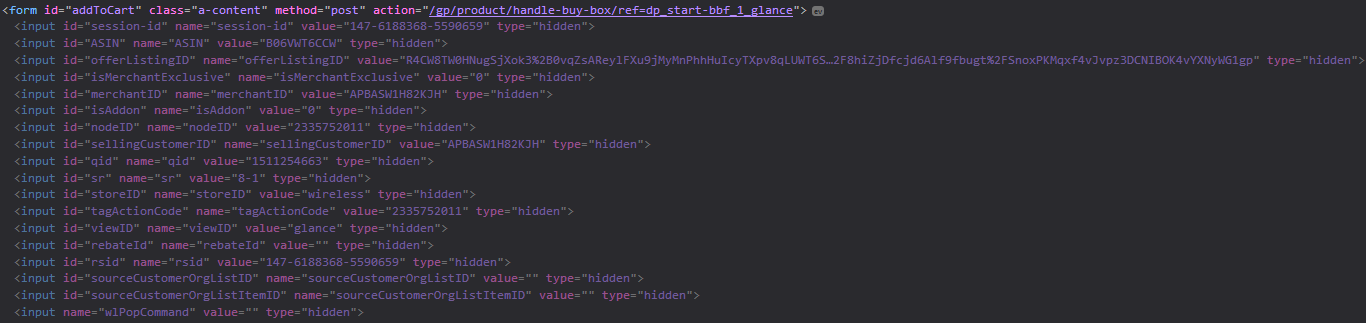 <form id="addToCart" class="a-content" method="post" action="/gp/product/handle-buy-box/ref=dp_start-bbf_1_glance"> ev
<input id="session-id" name="session-id" value="147-6188368-5590659" type="hidden">
<input id="ASIN" name="ASIN" value="B06VWT6CCW" type="hidden">
<input id="offerListingID" name="offerListingID" value="R4CW8TW0HNugSjXok3%2B0vqZsAReylFXu9jMyMnPhhHuIcyTXpv8qLUWT6S…2F8hiZjDfcjd6Alf9fbugt%2FSnoxPKMqxf4vJvpz3DCNIBOK4vYXNyWG1gp" type="hidden">
<input id="isMerchantExclusive" name="isMerchantExclusive" value="0" type="hidden">
<input id="merchantID" name="merchantID" value="APBASW1H82KJH" type="hidden">
<input id="isAddon" name="isAddon" value="0" type="hidden">
<input id="nodeID" name="nodeID" value="2335752011" type="hidden">
<input id="sellingCustomerID" name="sellingCustomerID" value="APBASW1H82KJH" type="hidden">
<input id="qid" name="qid" value="1511254663" type="hidden">
<input id="sr" name="sr" value="8-1" type="hidden">
<input id="storeID" name="storeID" value="wireless" type="hidden">
<input id="tagActionCode" name="tagActionCode" value="2335752011" type="hidden">
<input id="viewID" name="viewID" value="glance" type="hidden">
<input id="rebateId" name="rebateId" value="" type="hidden">
<input id="rsid" name="rsid" value="147-6188368-5590659" type="hidden">
<input id="sourceCustomerOrgListID" name="sourceCustomerOrgListID" value="" type="hidden">
<input id="sourceCustomerOrgListItemID" name="sourceCustomerOrgListItemID" value="" type="hidden">
<input name="wlPopCommand" value="" type="hidden">